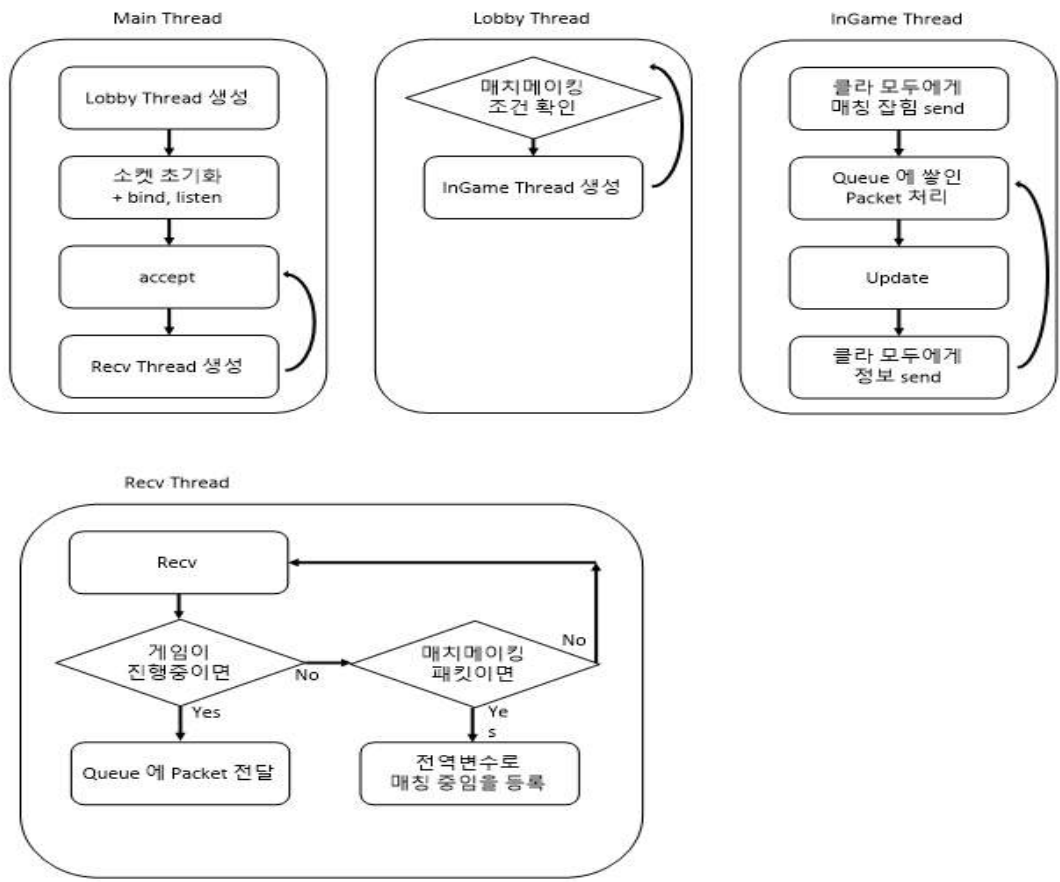 Main Thread
Lobby Thread 생성
소켓 초기화
+ bind, listen
accept
Recv Thread 생성
Lobby Thread
매치메이킹
조건 확인
InGame Thread 생성
InGame Thread
클라 모두에게
매칭 잡힘 send
Queue 에 쌓인
Packet 처리
Update
클라 모두에게
정보 send
Recv Thread
Recv
게임이
진행중이면
No
매치메이킹
패킷이면
No
Yes
Ye
s
Queue 에 Packet 전달
전역변수로
매칭 중임을 등록